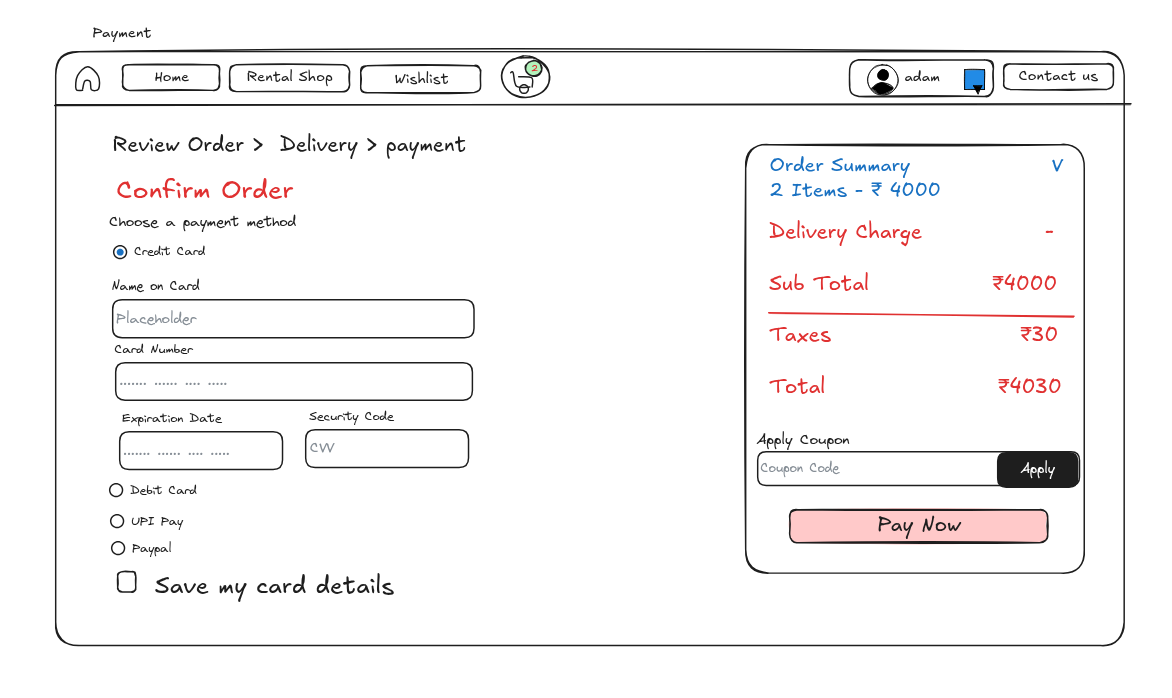 Payment
Home
Rental Shop
Wishlist
2
adam
Contact us
Review Order > Delivery > payment
Confirm Order
Choose a payment method
Credit Card
Name on Card
Placeholder
Card Number
....... ...... .... .....
Expiration Date
Security Code
....... ...... .... .....
CVV
Debit Card
UPI Pay
Paypal
Save my card details
Order Summary V
2 Items - ₹ 4000
Delivery Charge -
Sub Total ₹4000
Taxes ₹30
Total ₹4030
Apply Coupon
Coupon Code Apply
Pay Now